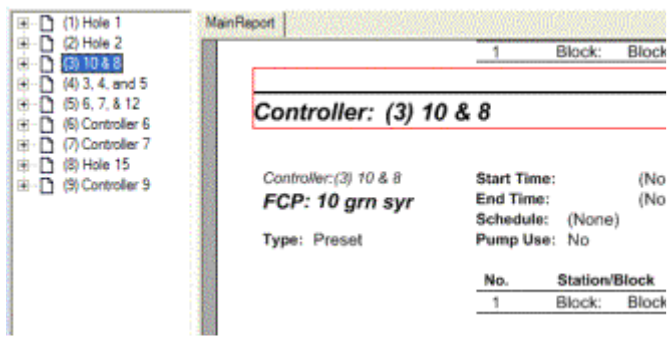 (1) Hole 1
(2) Hole 2
(3) 10 & 8
(4) 3, 4, and 5
(5) 6, 7, & 12
(6) Controller 6
(7) Controller 7
(8) Hole 15
(9) Controller 9
MainReport
1 Block: Block
Controller: (3) 10 & 8
Controller:(3) 10 & 8
FCP: 10 grn syr
Type: Preset
Start Time: (No
End Time: (No
Schedule: (None)
Pump Use: No
No. Station/Block
1 Block: Block